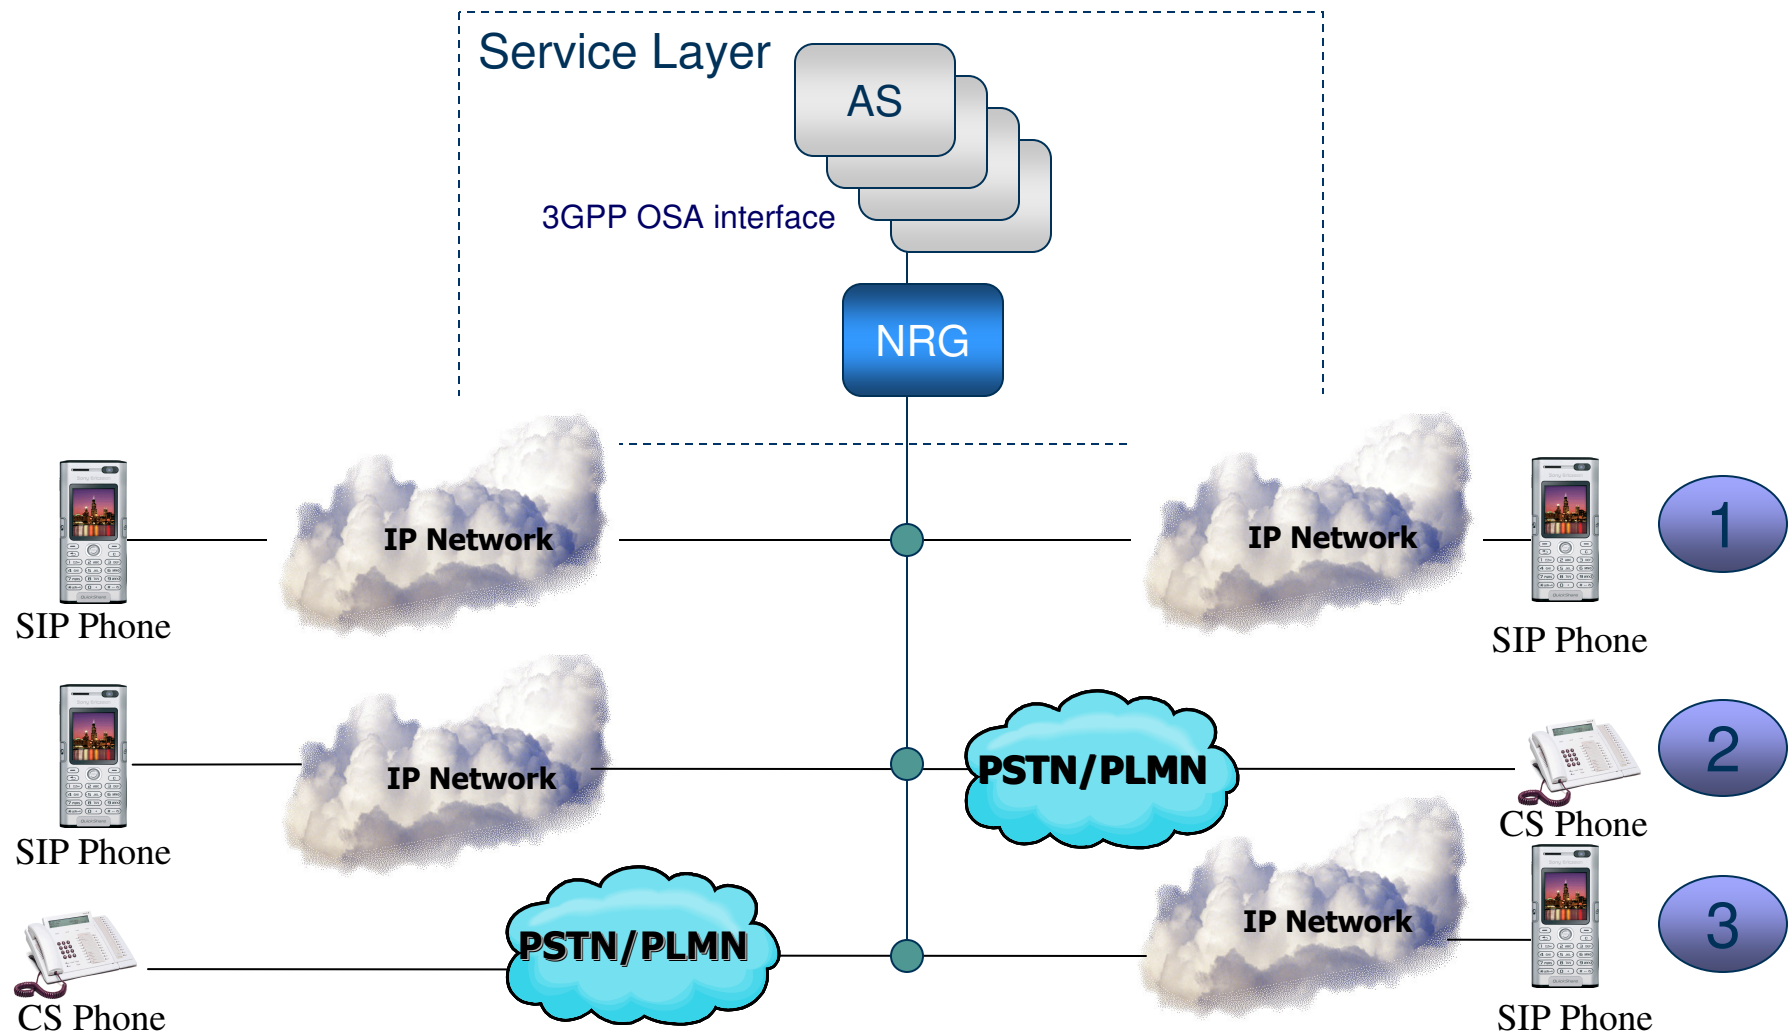 Service Layer
AS
3GPP OSA interface
NRG
IP Network
IP Network
1
SIP Phone
SIP Phone
IP Network
PSTN/PLMN
2
SIP Phone
CS Phone
PSTN/PLMN
IP Network
3
CS Phone
SIP Phone